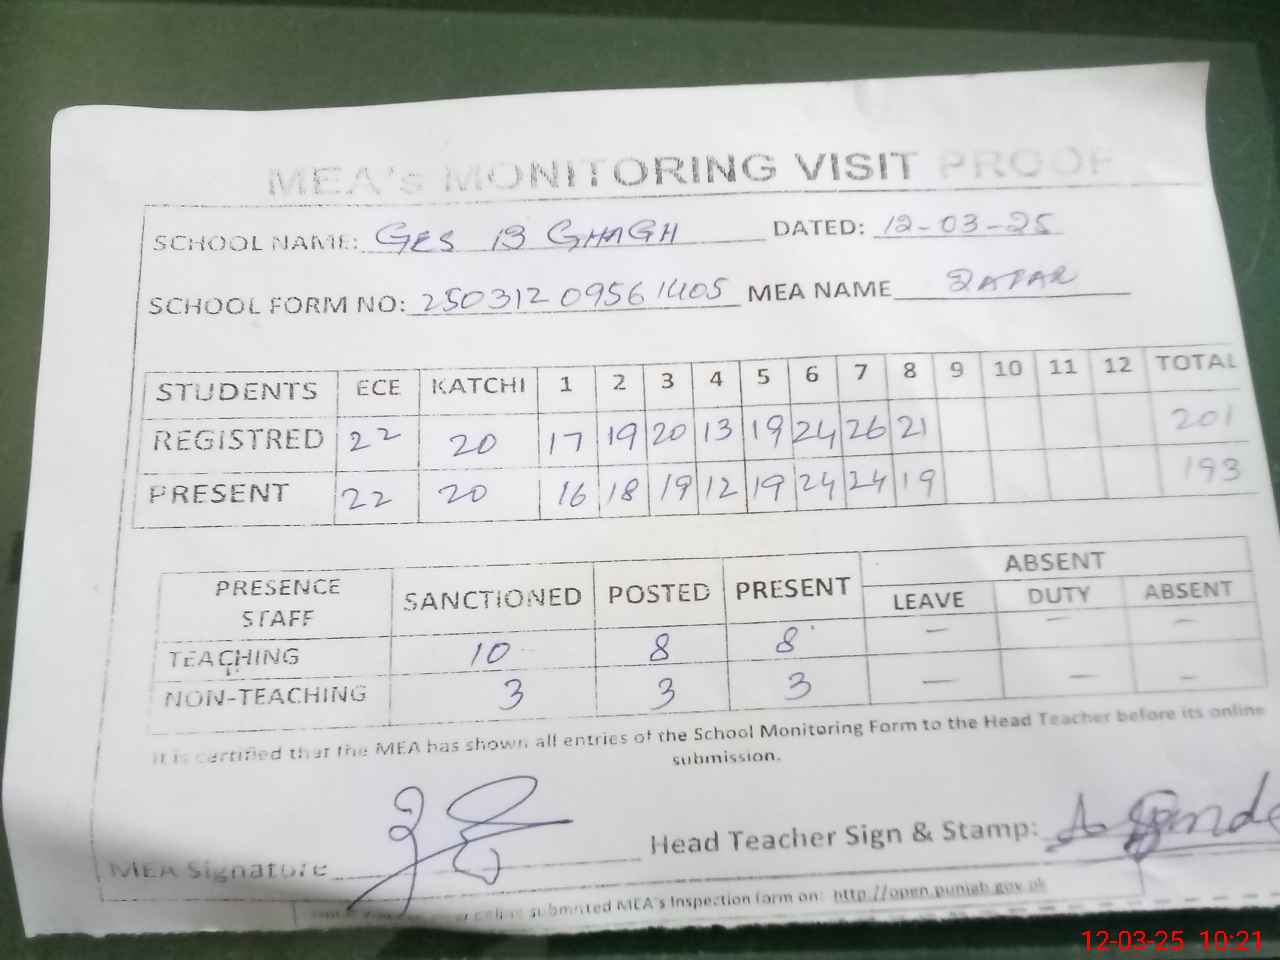 MEA's MONITORING VISIT PROOF
SCHOOL NAME: GES 13 GHAGH DATED: 12-03-25
SCHOOL FORM NO: 25031209561405 MEA NAME ZAFAR
STUDENTS ECE KATCHI 1 2 3 4 5 6 7 8 9 10 11 12 TOTAL
REGISTRED 22 20 17 19 20 13 19 24 26 21 201
PRESENT 22 20 16 18 19 12 19 24 24 19 193
PRESENCE STAFF SANCTIONED POSTED PRESENT ABSENT
LEAVE DUTY ABSENT
TEACHING 10 8 8 — — —
NON-TEACHING 3 3 3 — — —
It is certified that the MEA has shown all entries of the School Monitoring Form to the Head Teacher before its online
submission.
MEA Signature Head Teacher Sign & Stamp:
submitted MEA's Inspection farm on: http://open.punjab.gov.pk
12-03-25 10:21